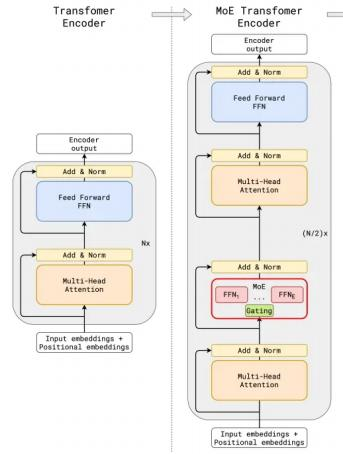 Transfomer
Encoder
Encoder
output
Add & Norm
Feed Forward
FFN
Nx
Add & Norm
Multi-Head
Attention
Input embeddings +
Positional embeddings
MoE Transfomer
Encoder
Encoder
output
Add & Norm
Feed Forward
FFN
Add & Norm
Multi-Head
Attention
(N/2)x
Add & Norm
MoE
FFN₁ ... FFN_E
Gating
Add & Norm
Multi-Head
Attention
Input embeddings +
Positional embeddings